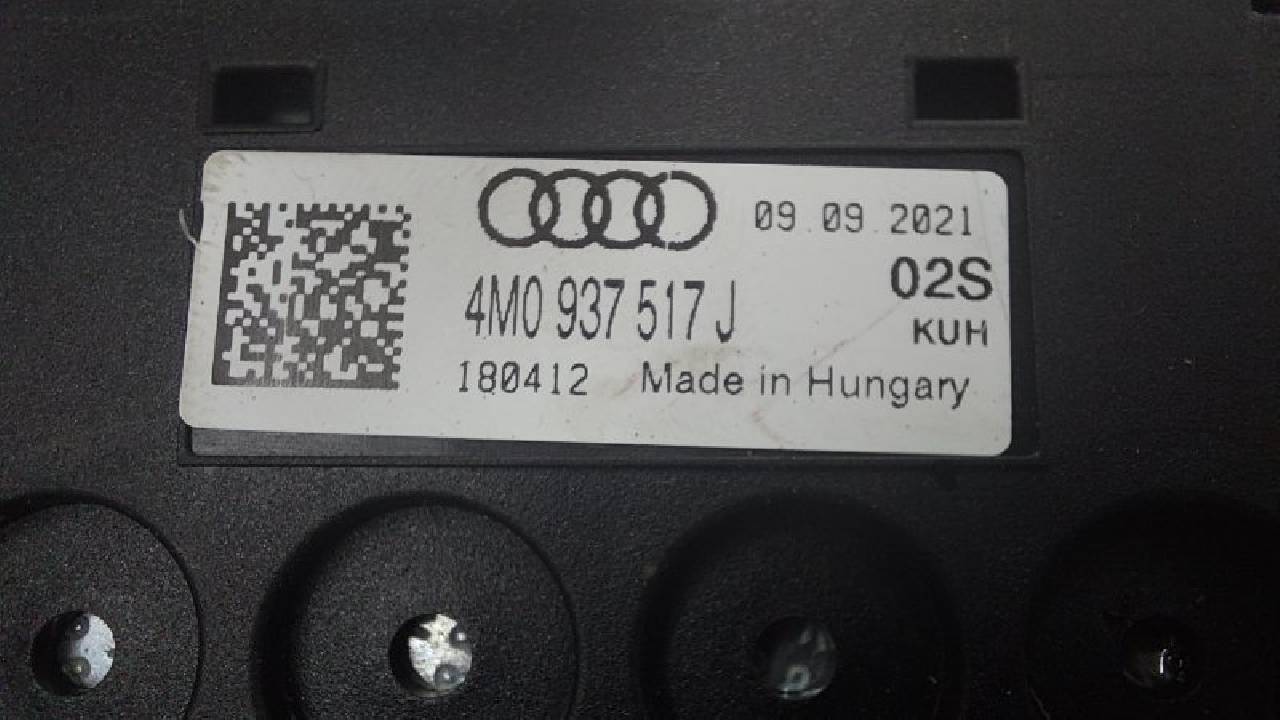 09.09.2021
02S
4M0 937 517 J
KUH
180412 Made in Hungary